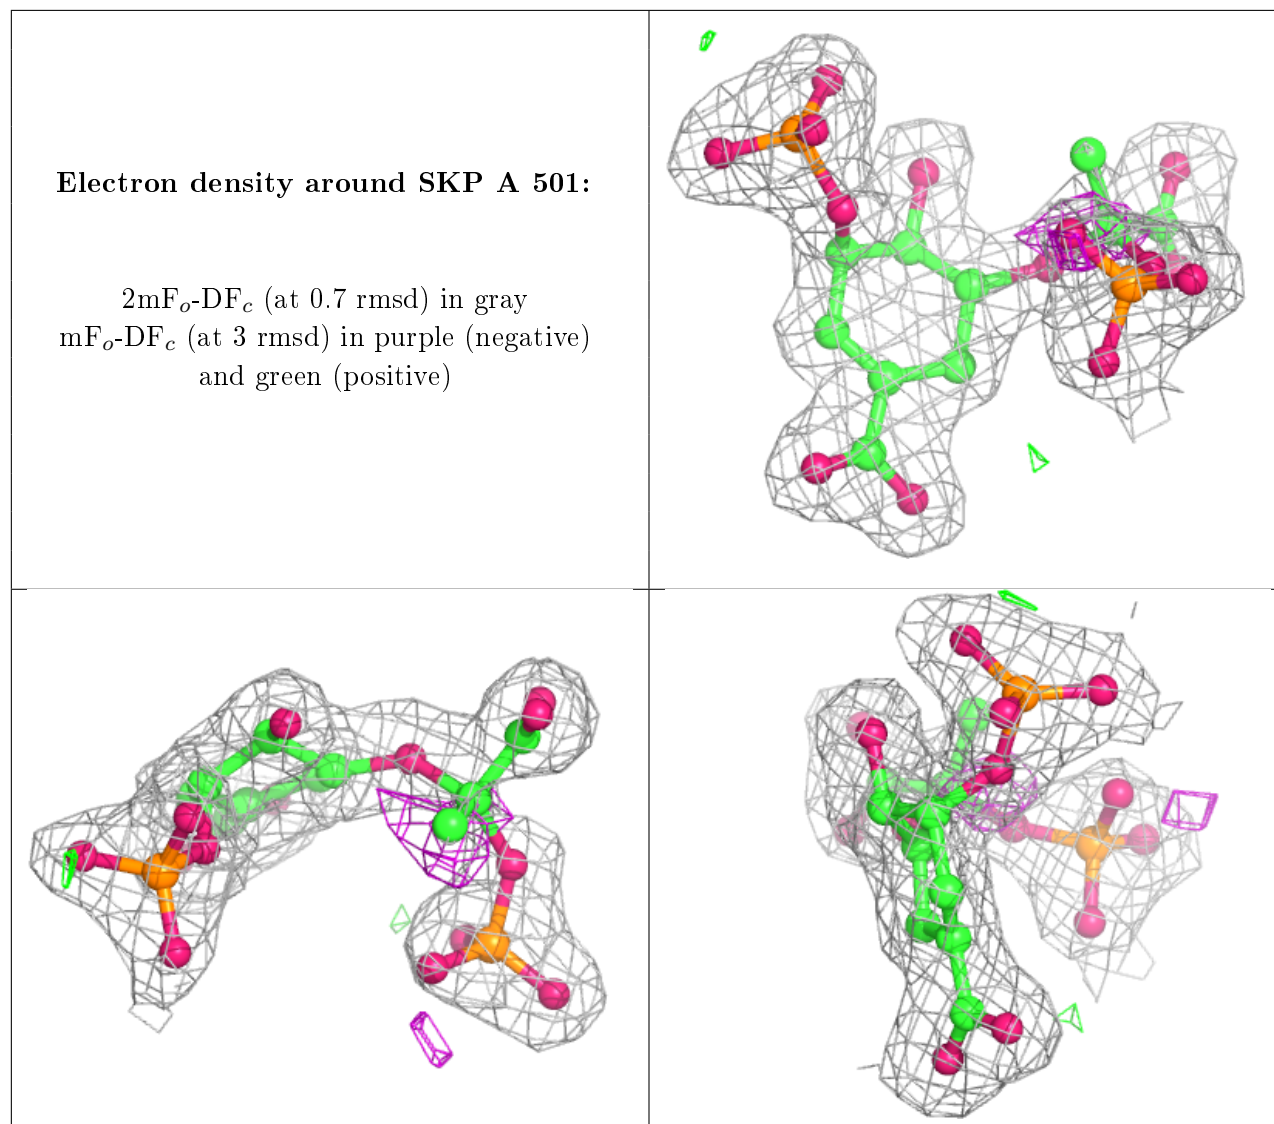 Electron density around SKP A 501:
2mFo-DFc (at 0.7 rmsd) in gray
mFo-DFc (at 3 rmsd) in purple (negative)
and green (positive)